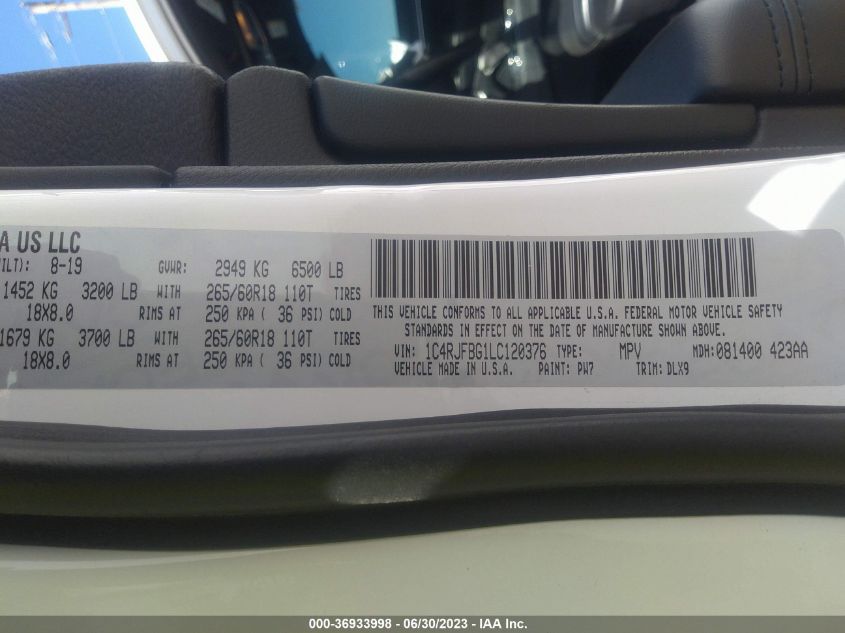 A US LLC
ILT): 8-19 GVWR: 2949 KG 6500 LB
1452 KG 3200 LB WITH 265/60R18 110T TIRES
18X8.0 RIMS AT 250 KPA ( 36 PSI) COLD
1679 KG 3700 LB WITH 265/60R18 110T TIRES
18X8.0 RIMS AT 250 KPA ( 36 PSI) COLD
THIS VEHICLE CONFORMS TO ALL APPLICABLE U.S.A. FEDERAL MOTOR VEHICLE SAFETY
STANDARDS IN EFFECT ON THE DATE OF MANUFACTURE SHOWN ABOVE.
VIN: 1C4RJFBG1LC120376 TYPE: MPV MDH:081400 423AA
VEHICLE MADE IN U.S.A. PAINT: PW7 TRIM: DLX9
000-36933998 - 06/30/2023 - IAA Inc.